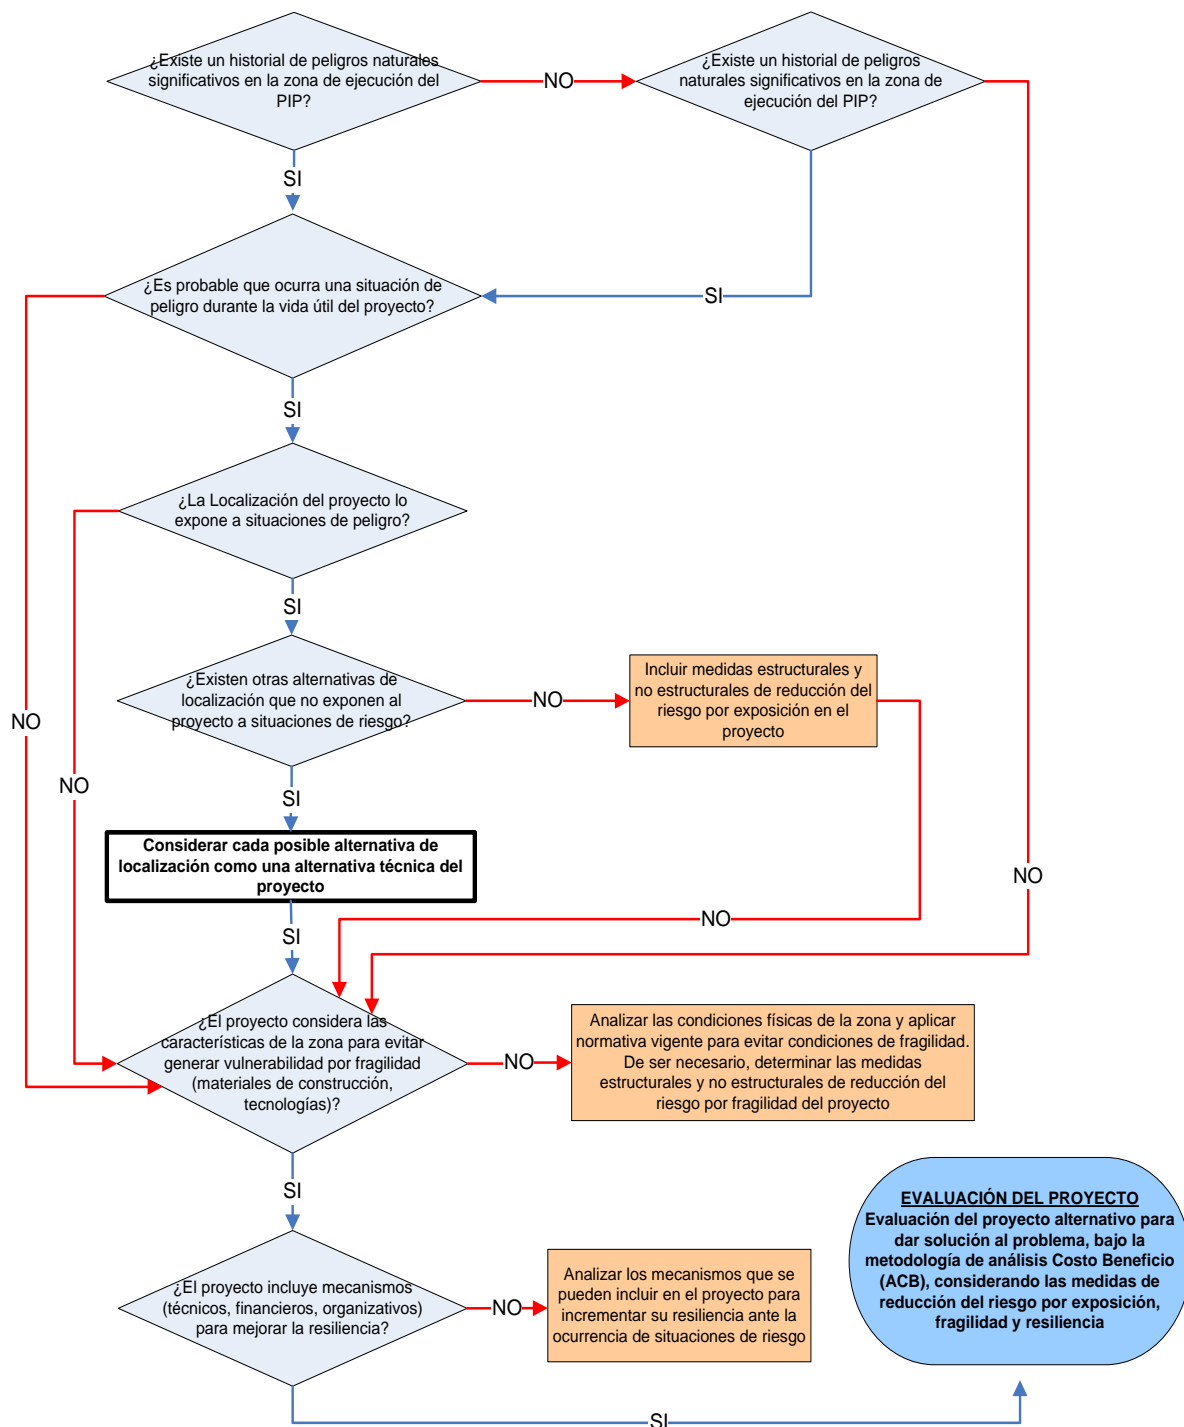 ¿Existe un historial de peligros naturales
significativos en la zona de ejecución del
PIP?
NO
¿Existe un historial de peligros
naturales significativos en la zona de
ejecución del PIP?
SI
¿Es probable que ocurra una situación de
peligro durante la vida útil del proyecto?
SI
SI
¿La Localización del proyecto lo
expone a situaciones de peligro?
SI
¿Existen otras alternativas de
localización que no exponen al
proyecto a situaciones de riesgo?
NO
Incluir medidas estructurales y
no estructurales de reducción del
riesgo por exposición en el
proyecto
NO
NO
SI
Considerar cada posible alternativa de
localización como una alternativa técnica del
proyecto
NO
NO
SI
¿El proyecto considera las
características de la zona para evitar
generar vulnerabilidad por fragilidad
(materiales de construcción,
tecnologías)?
NO
Analizar las condiciones físicas de la zona y aplicar
normativa vigente para evitar condiciones de fragilidad.
De ser necesario, determinar las medidas
estructurales y no estructurales de reducción del
riesgo por fragilidad del proyecto
SI
¿El proyecto incluye mecanismos
(técnicos, financieros, organizativos)
para mejorar la resiliencia?
NO
Analizar los mecanismos que se
pueden incluir en el proyecto para
incrementar su resiliencia ante la
ocurrencia de situaciones de riesgo
EVALUACIÓN DEL PROYECTO
Evaluación del proyecto alternativo para
dar solución al problema, bajo la
metodología de análisis Costo Beneficio
(ACB), considerando las medidas de
reducción del riesgo por exposición,
fragilidad y resiliencia
SI